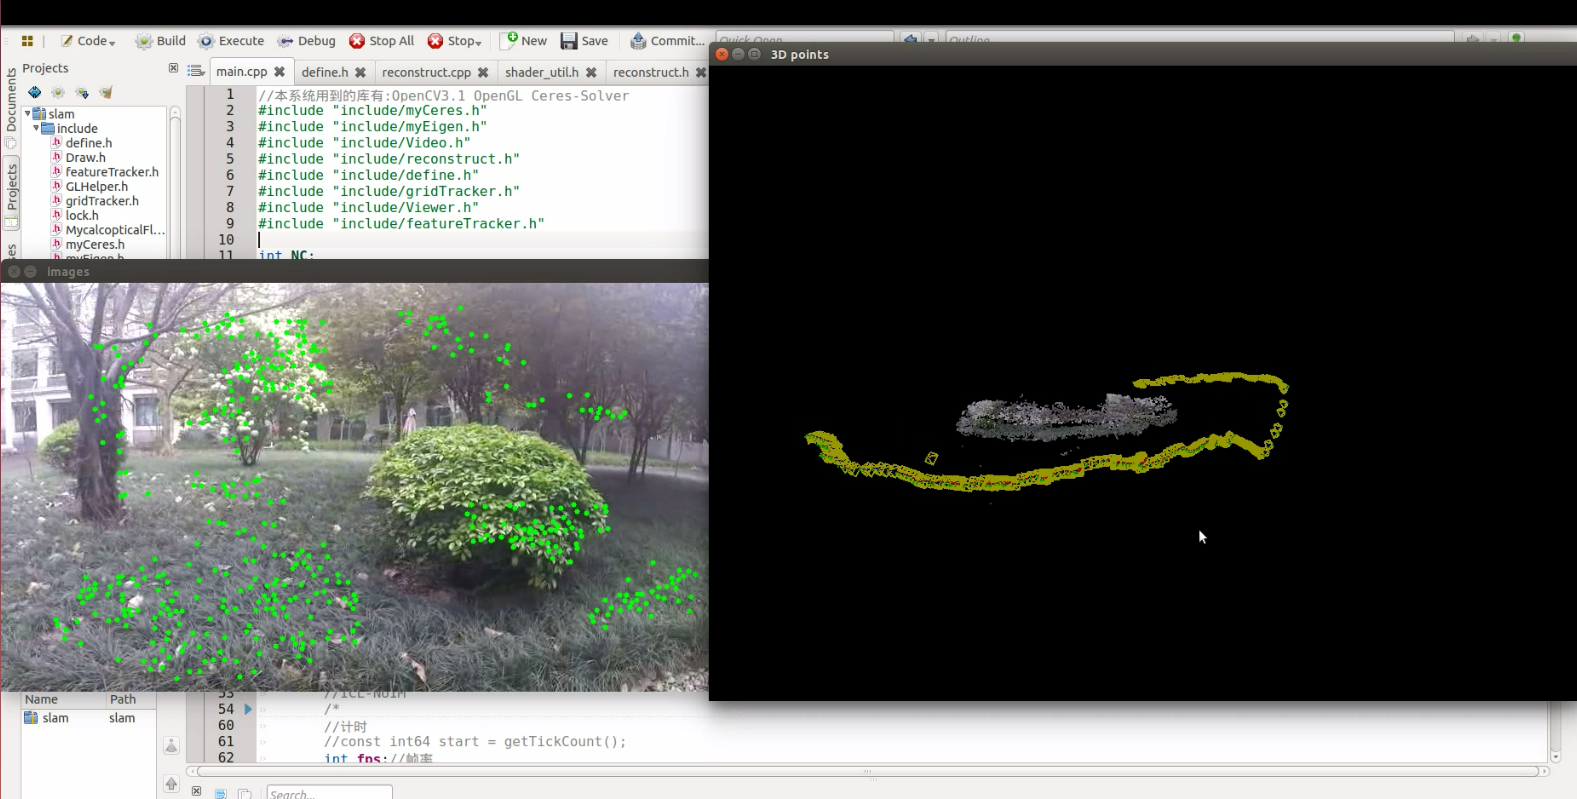 Code
Build
Execute
Debug
Stop All
Stop
New
Save
Commit...
Quick Open
Outline
3D points
Documents
Projects
main.cpp
define.h
reconstruct.cpp
shader_util.h
reconstruct.h
slam
include
define.h
Draw.h
featureTracker.h
GLHelper.h
gridTracker.h
lock.h
MycalcopticalFl...
myCeres.h
myEigen.h
Projects
1 //本系统用到的库有:OpenCV3.1 OpenGL Ceres-Solver
2 #include "include/myCeres.h"
3 #include "include/myEigen.h"
4 #include "include/Video.h"
5 #include "include/reconstruct.h"
6 #include "include/define.h"
7 #include "include/gridTracker.h"
8 #include "include/Viewer.h"
9 #include "include/featureTracker.h"
10
11 int NC;
images
Name Path
slam slam
53 //ICL-NUIM
54 /*
60 //计时
61 //const int64 start = getTickCount();
62 int fps;//帧率
Search...